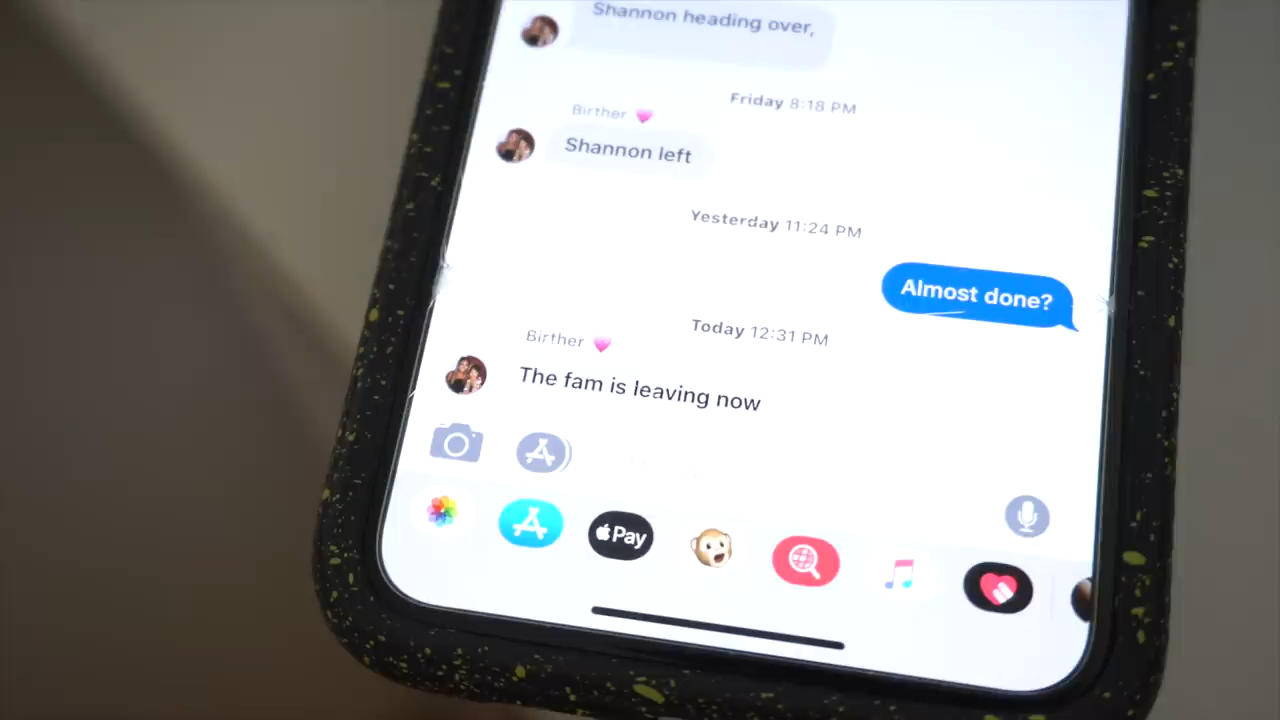 Shannon heading over,
Friday 8:18 PM
Birther
Shannon left
Yesterday 11:24 PM
Almost done?
Today 12:31 PM
Birther
The fam is leaving now
Pay